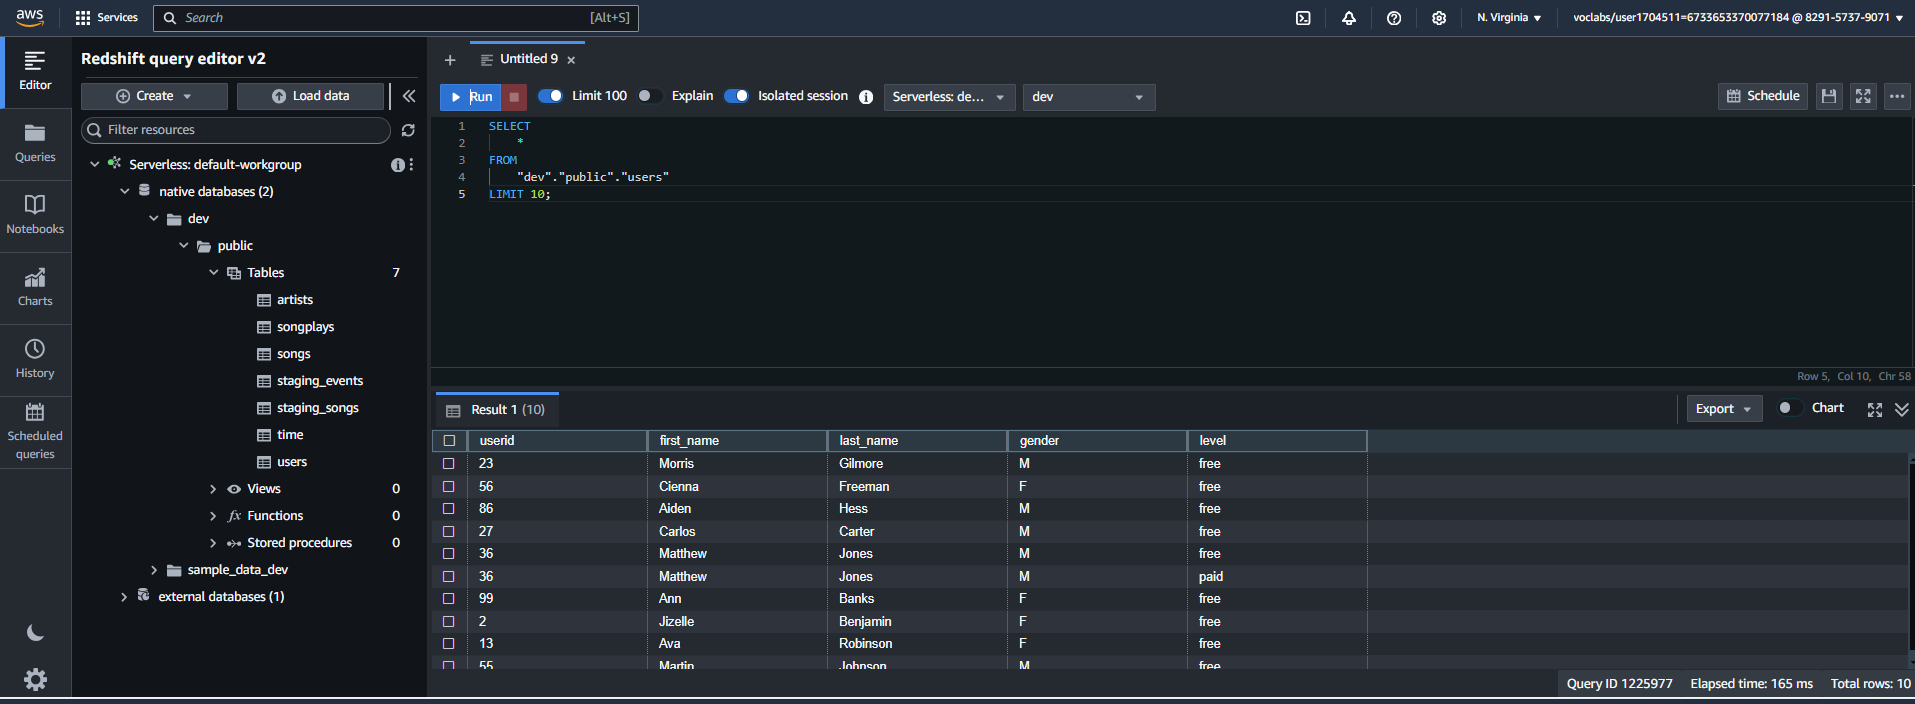 aws
Services
Search
[Alt+S]
N. Virginia
voclabs/user1704511=6733653370077184 @ 8291-5737-9071
Editor
Queries
Notebooks
Charts
History
Scheduled
queries
Redshift query editor v2
Create
Load data
Filter resources
Serverless: default-workgroup
native databases (2)
dev
public
Tables 7
artists
songplays
songs
staging_events
staging_songs
time
users
Views 0
fx Functions 0
Stored procedures 0
sample_data_dev
external databases (1)
+ Untitled 9 ×
Run Limit 100 Explain Isolated session Serverless: de... dev Schedule
1 SELECT
2 *
3 FROM
4 "dev"."public"."users"
5 LIMIT 10;
Row 5, Col 10, Chr 58
Result 1 (10)
Export
Chart
userid first_name last_name gender level
23 Morris Gilmore M free
56 Cienna Freeman F free
86 Aiden Hess M free
27 Carlos Carter M free
36 Matthew Jones M free
36 Matthew Jones M paid
99 Ann Banks F free
2 Jizelle Benjamin F free
13 Ava Robinson F free
55 Martin Johnson M free
Query ID 1225977 Elapsed time: 165 ms Total rows: 10